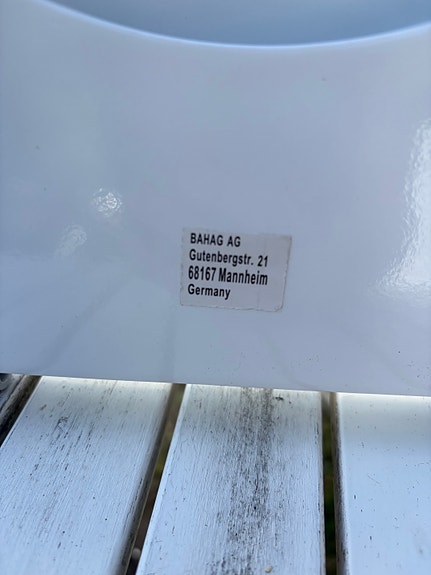 BAHAG AG
Gutenbergstr. 21
68167 Mannheim
Germany